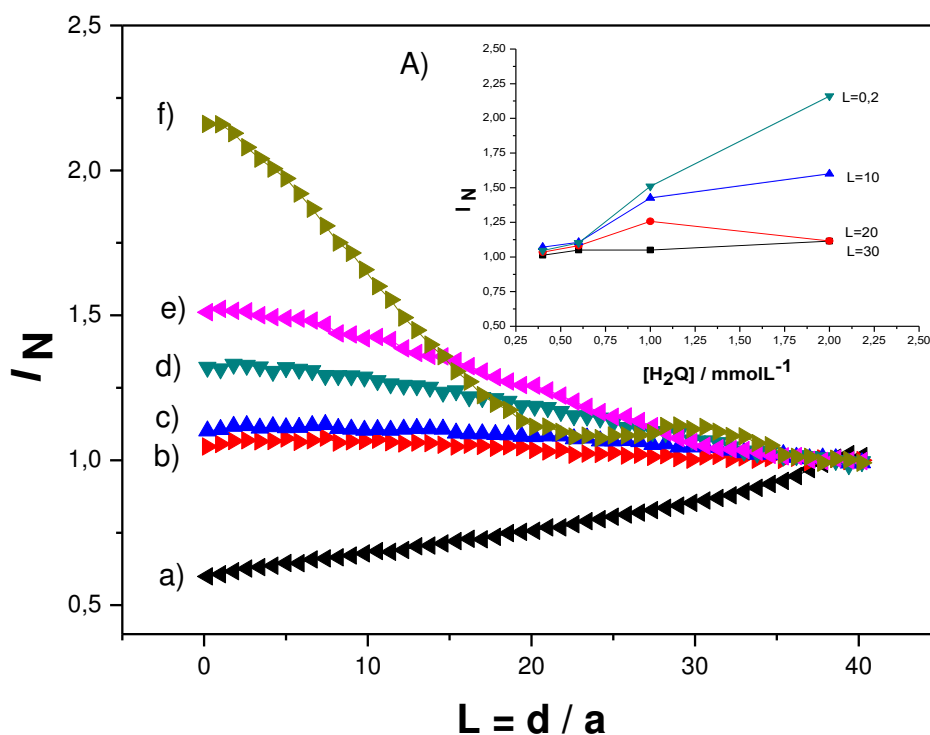 2,5
2,0
1,5
1,0
0,5
I N
0
10
20
30
40
L = d / a
f)
e)
d)
c)
b)
a)
A)
2,50
2,25
2,00
1,75
1,50
1,25
1,00
0,75
0,50
I N
0,25 0,50 0,75 1,00 1,25 1,50 1,75 2,00 2,25 2,50
[H2Q] / mmolL-1
L=0,2
L=10
L=20
L=30